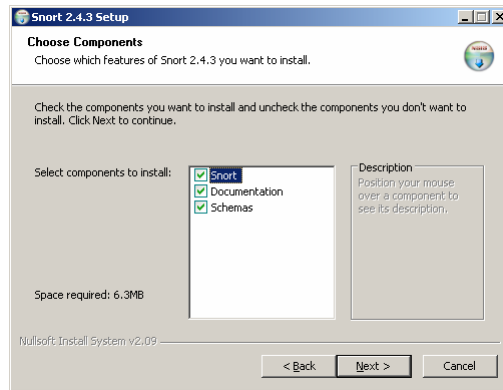 Snort 2.4.3 Setup
Choose Components
Choose which features of Snort 2.4.3 you want to install.
Check the components you want to install and uncheck the components you don't want to
install. Click Next to continue.
Select components to install:
Snort
Documentation
Schemas
Description
Position your mouse
over a component to
see its description.
Space required: 6.3MB
Nullsoft Install System v2.09
< Back
Next >
Cancel